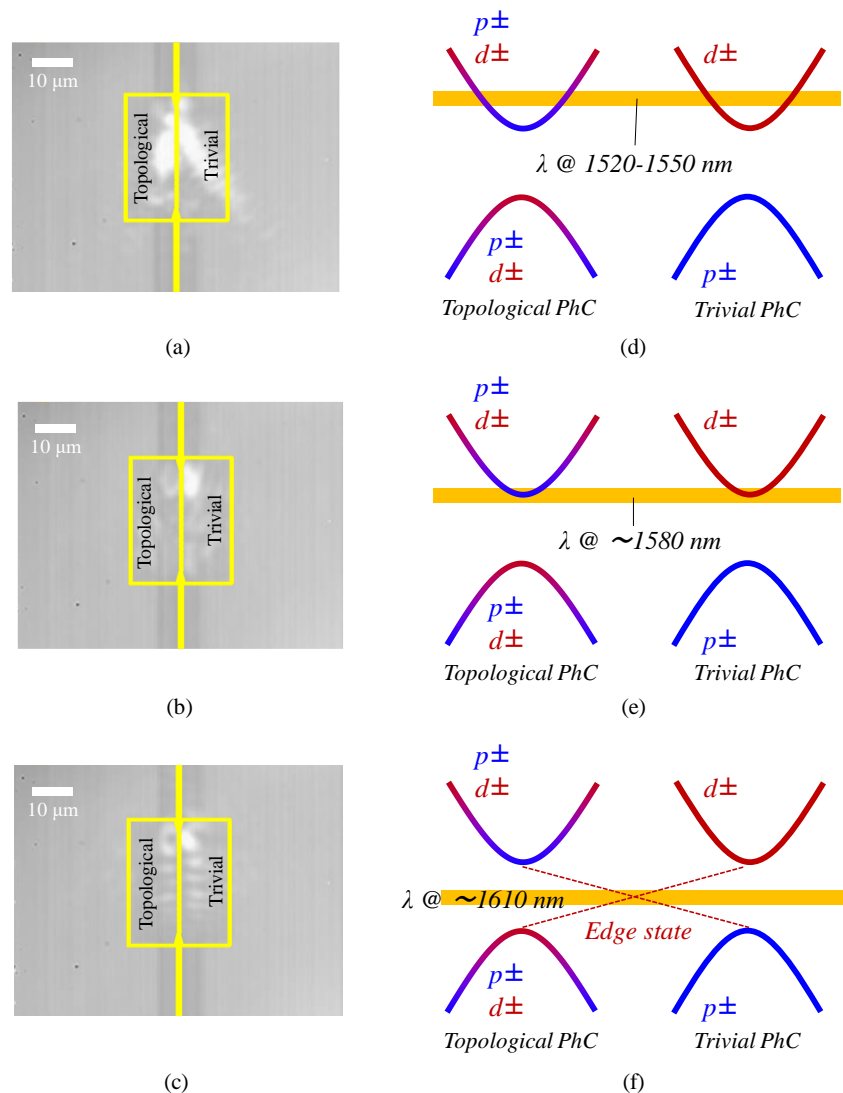 10 μm
Topological
Trivial
(a)
p±
d±
d±
λ @ 1520-1550 nm
p±
d±
p±
Topological PhC
Trivial PhC
(d)
10 μm
Topological
Trivial
(b)
p±
d±
d±
λ @ ～1580 nm
p±
d±
p±
Topological PhC
Trivial PhC
(e)
10 μm
Topological
Trivial
(c)
p±
d±
d±
λ @ ～1610 nm
Edge state
p±
d±
p±
Topological PhC
Trivial PhC
(f)